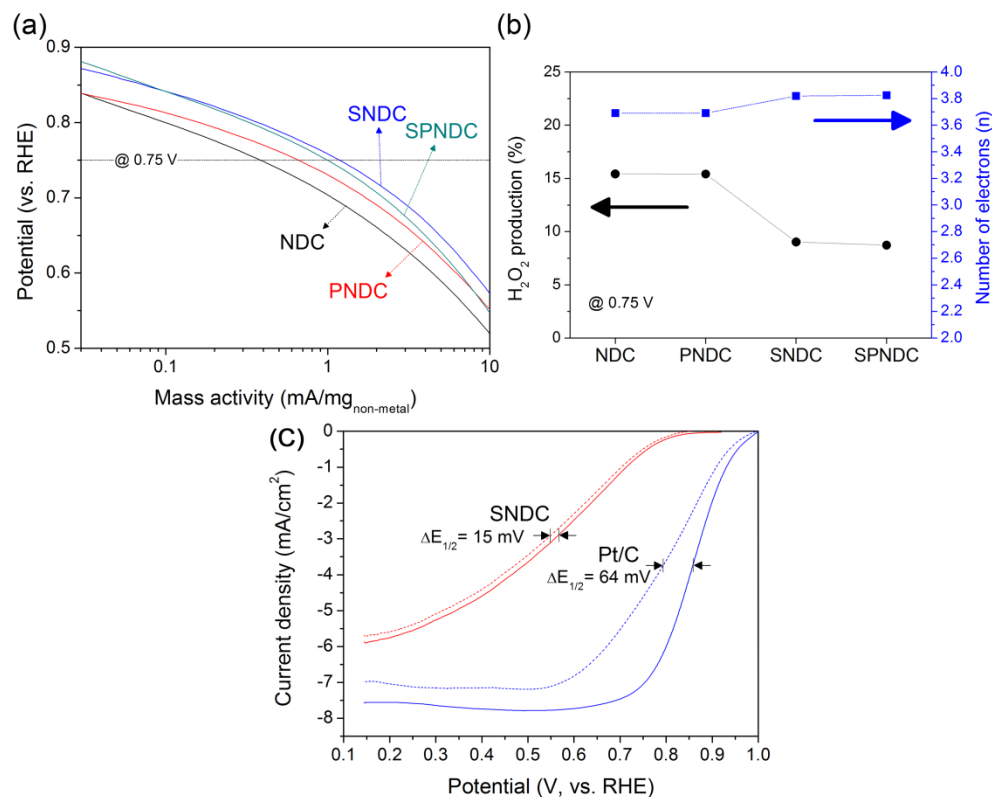 (a)
0.9
0.8
0.7
0.6
0.5
Potential (vs. RHE)
@ 0.75 V
SNDC
SPNDC
NDC
PNDC
0.1
1
10
Mass activity (mA/mg_non-metal)
(b)
25
20
15
10
5
0
H₂O₂ production (%)
4.0
3.8
3.6
3.4
3.2
3.0
2.8
2.6
2.4
2.2
2.0
Number of electrons (n)
@ 0.75 V
NDC
PNDC
SNDC
SPNDC
(C)
0
-1
-2
-3
-4
-5
-6
-7
-8
Current density (mA/cm²)
SNDC
ΔE₁/₂= 15 mV
Pt/C
ΔE₁/₂= 64 mV
0.1
0.2
0.3
0.4
0.5
0.6
0.7
0.8
0.9
1.0
Potential (V, vs. RHE)